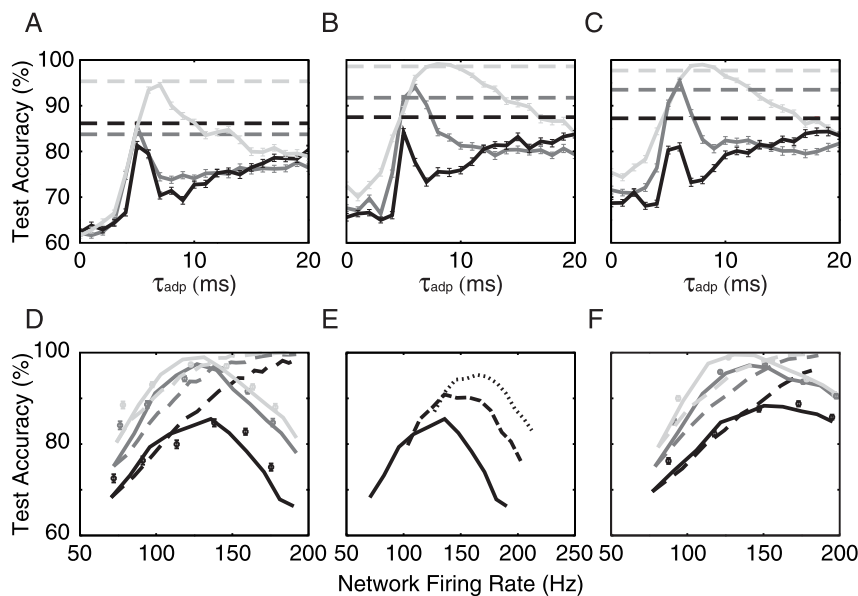 A B C
Test Accuracy (%)
100
90
80
70
60
0 10 20 0 10 20 0 10 20
τadp (ms) τadp (ms) τadp (ms)
D E F
Test Accuracy (%)
100
80
60
50 100 150 200 50 100 150 200 250 50 100 150 200
Network Firing Rate (Hz)